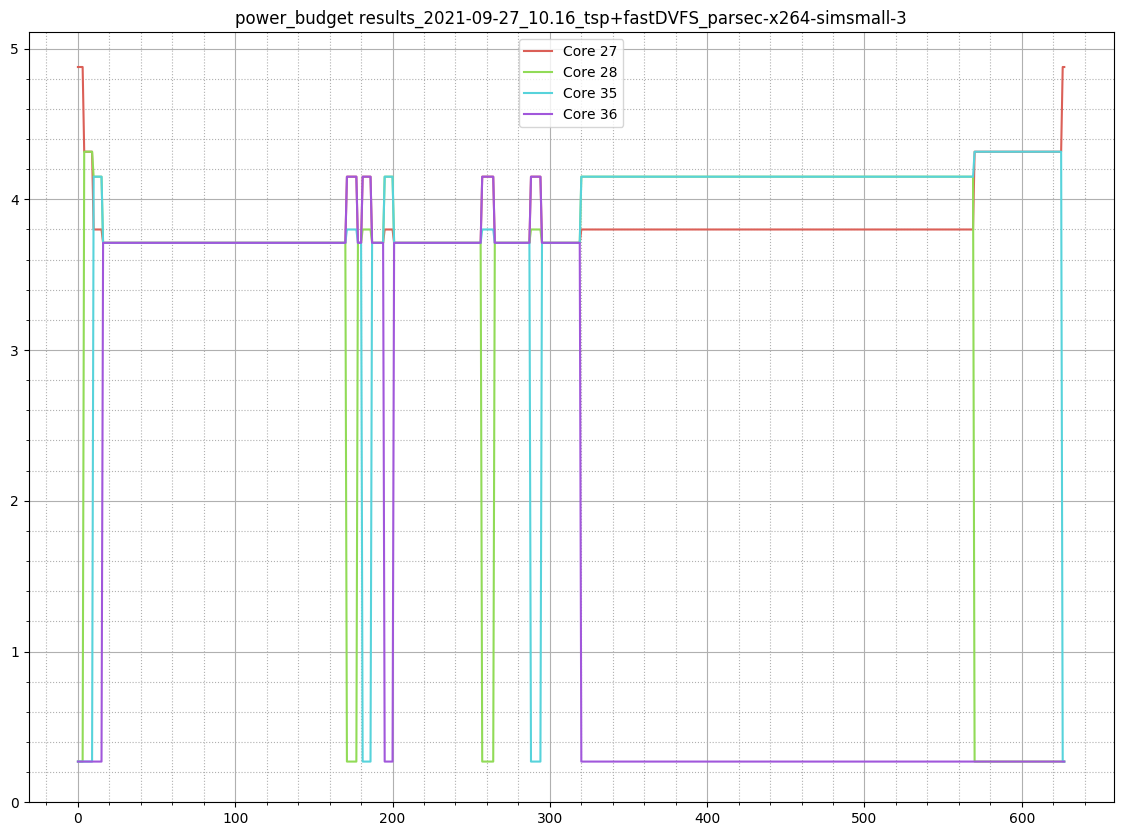 power_budget results_2021-09-27_10.16_tsp+fastDVFS_parsec-x264-simsmall-3
Core 27
Core 28
Core 35
Core 36
5
4
3
2
1
0
0 100 200 300 400 500 600